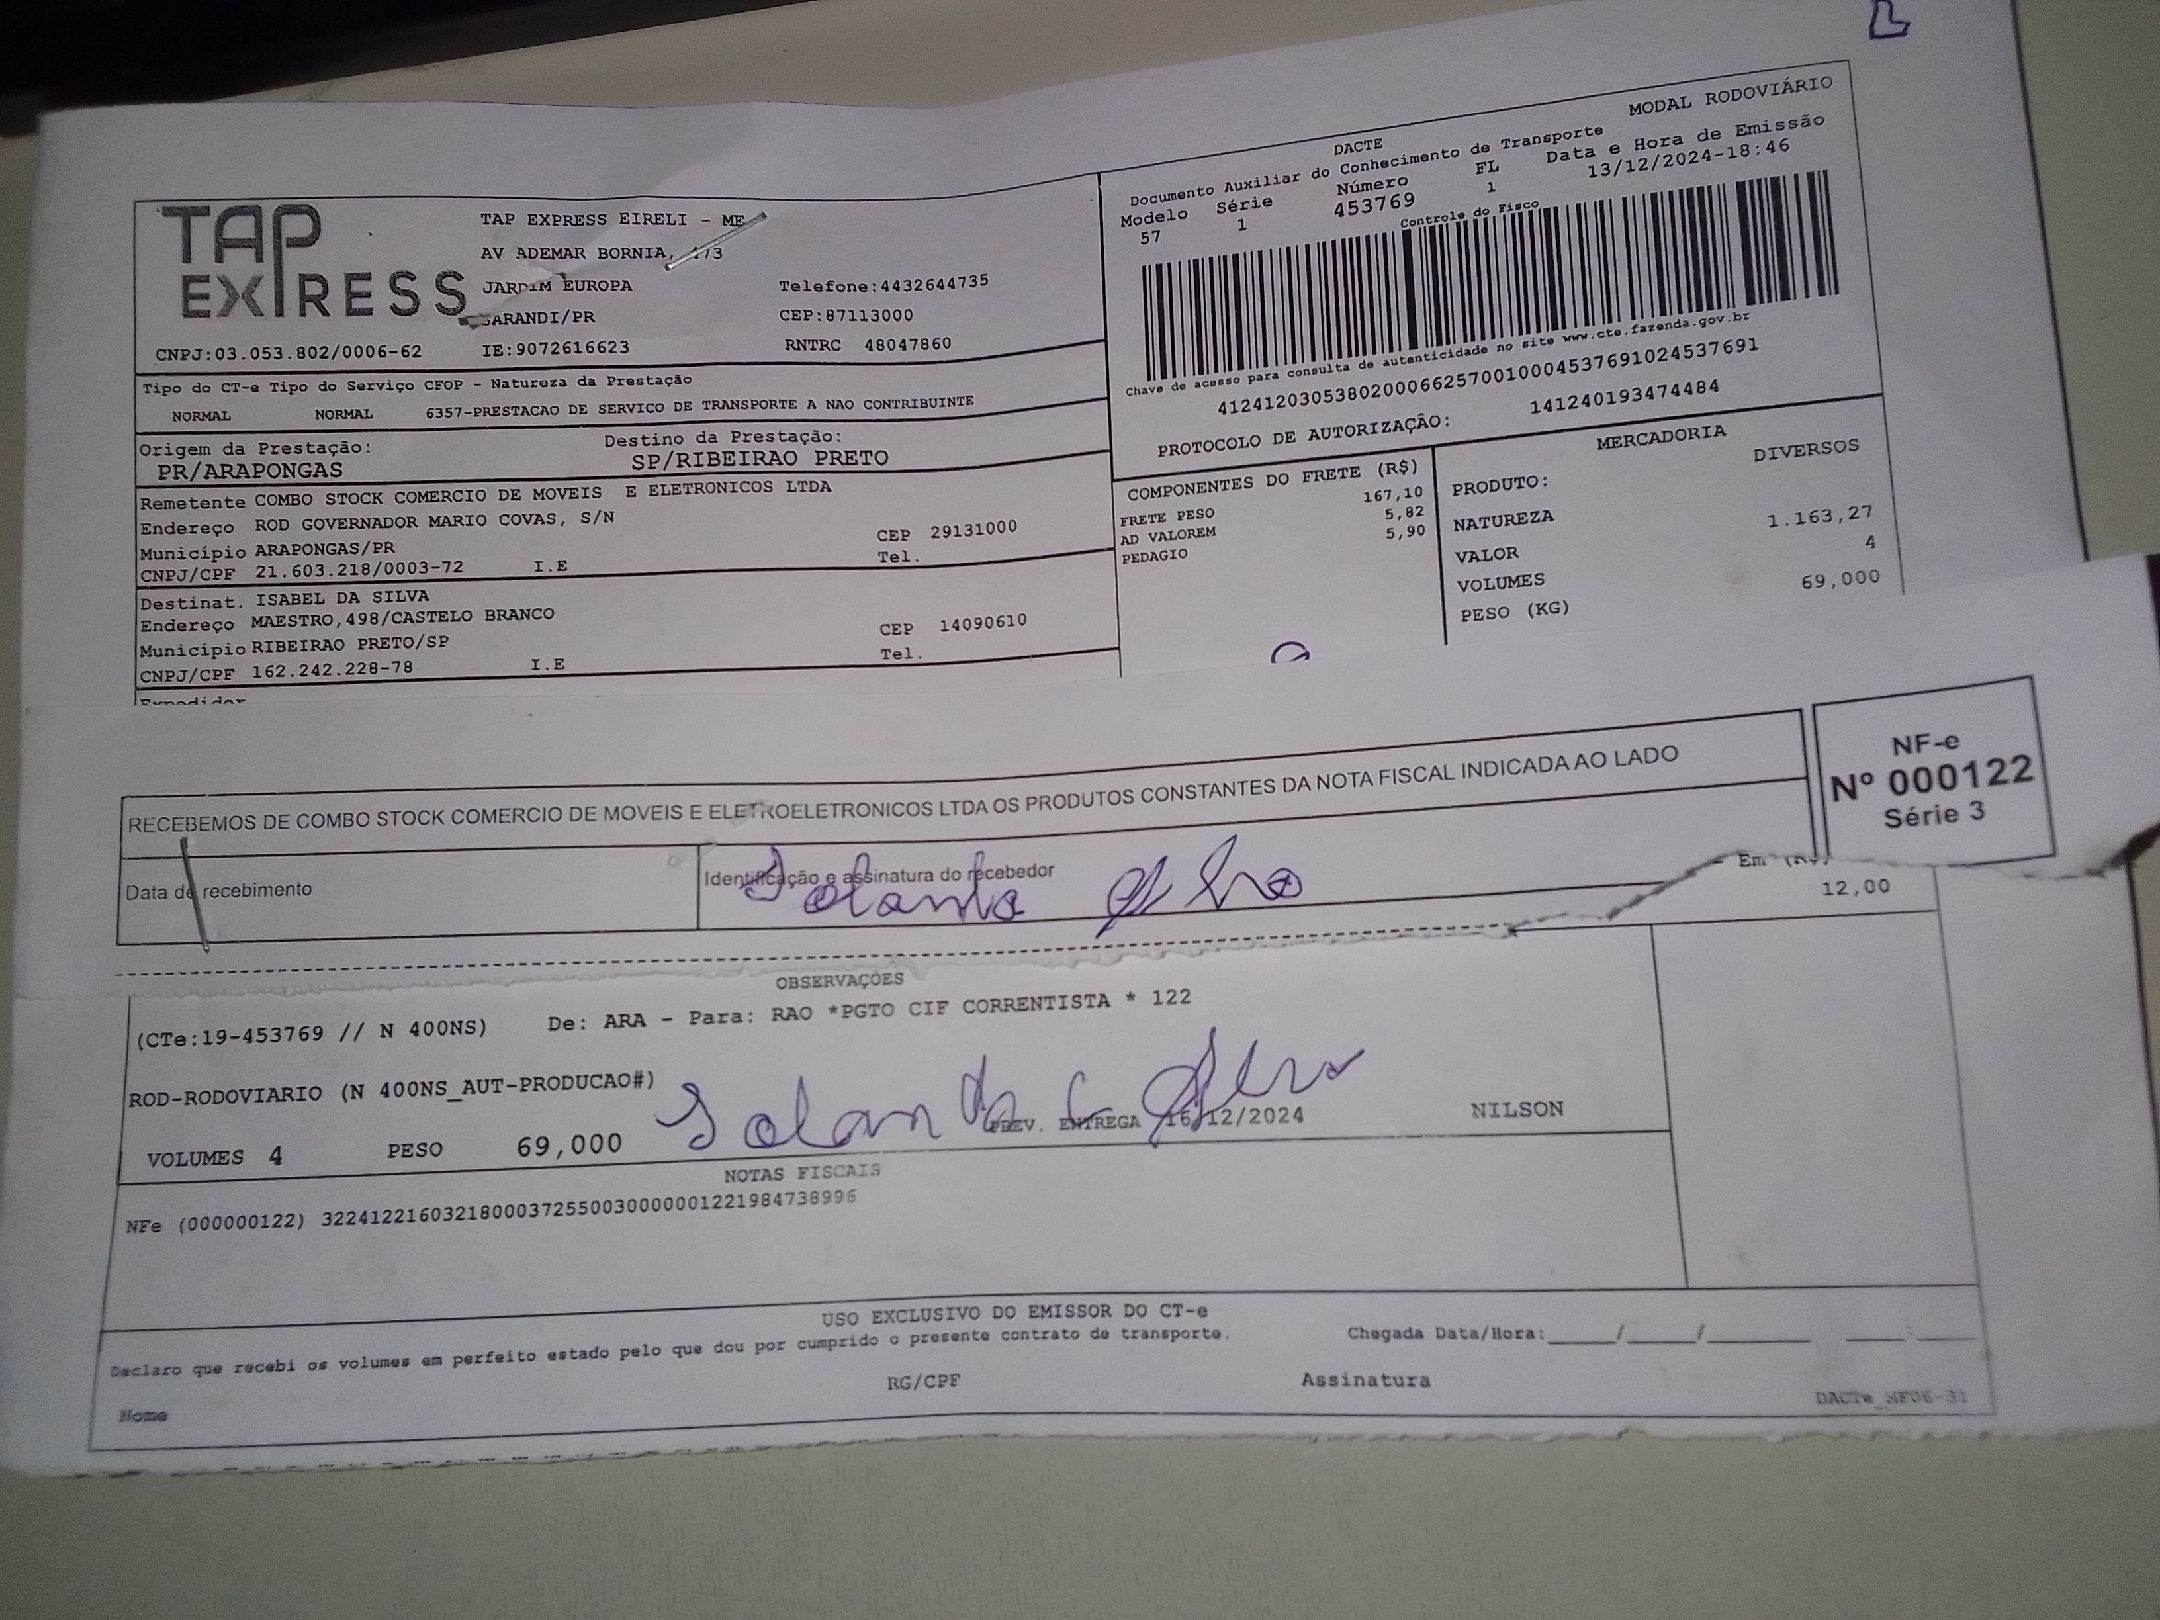 TAP
EXPRESS
TAP EXPRESS EIRELI - ME
AV ADEMAR BORNIA,
JARDIM EUROPA Telefone:4432644735
SARANDI/PR CEP:87113000
CNPJ:03.053.802/0006-62 IE:9072616623 RNTRC 48047860
DACTE MODAL RODOVIÁRIO
Documento Auxiliar do Conhecimento de Transporte
Modelo Série Número FL Data e Hora de Emissão
57 1 453769 1 13/12/2024-18:46
Controle do Fisco
Chave de acesso para consulta de autenticidade no site www.cte.fazenda.gov.br
41241203053802000662570010004537691024537691
PROTOCOLO DE AUTORIZAÇÃO: 141240193474484
Tipo do CT-e Tipo do Serviço CFOP - Natureza da Prestação
NORMAL NORMAL 6357-PRESTACAO DE SERVICO DE TRANSPORTE A NAO CONTRIBUINTE
Origem da Prestação: Destino da Prestação:
PR/ARAPONGAS SP/RIBEIRAO PRETO
Remetente COMBO STOCK COMERCIO DE MOVEIS E ELETRONICOS LTDA
Endereço ROD GOVERNADOR MARIO COVAS, S/N
Município ARAPONGAS/PR CEP 29131000
CNPJ/CPF 21.603.218/0003-72 I.E Tel.
Destinat. ISABEL DA SILVA
Endereço MAESTRO,498/CASTELO BRANCO
Município RIBEIRAO PRETO/SP CEP 14090610
CNPJ/CPF 162.242.228-78 I.E Tel.
Expedidor
COMPONENTES DO FRETE (R$)
FRETE PESO 167,10
AD VALOREM 5,82
PEDAGIO 5,90
MERCADORIA
PRODUTO: DIVERSOS
NATUREZA
VALOR 1.163,27
VOLUMES 4
PESO (KG) 69,000
RECEBEMOS DE COMBO STOCK COMERCIO DE MOVEIS E ELETROELETRONICOS LTDA OS PRODUTOS CONSTANTES DA NOTA FISCAL INDICADA AO LADO
NF-e
Nº 000122
Série 3
Data de recebimento
Identificação e assinatura do recebedor
12,00
OBSERVAÇÕES
(CTe:19-453769 // N 400NS) De: ARA - Para: RAO *PGTO CIF CORRENTISTA * 122
ROD-RODOVIARIO (N 400NS_AUT-PRODUCAO#)
VOLUMES 4 PESO 69,000 PREV. ENTREGA 16/12/2024 NILSON
NOTAS FISCAIS
NFe (000000122) 32241221603218000372550030000001221984738996
USO EXCLUSIVO DO EMISSOR DO CT-e
Declaro que recebi os volumes em perfeito estado pelo que dou por cumprido o presente contrato de transporte. Chegada Data/Hora:_____/_____/________ ____:____
Nome RG/CPF Assinatura
DACTe_NF06-31